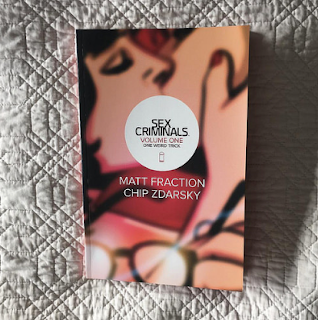 SEX
CRIMINALS
VOLUME ONE
ONE WEIRD TRICK
MATT FRACTION
CHIP ZDARSKY